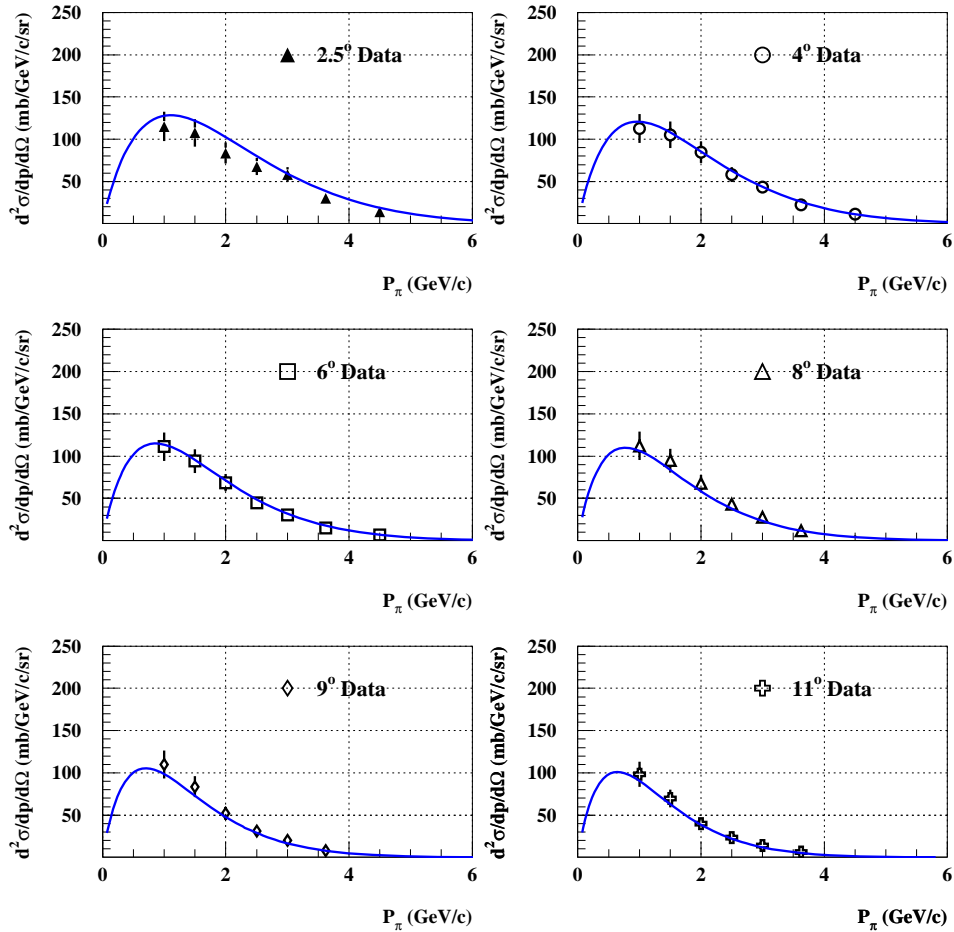 d²σ/dp/dΩ (mb/GeV/c/sr)
250
200
150
100
50
0 2 4 6
2.5° Data
P_π (GeV/c)
d²σ/dp/dΩ (mb/GeV/c/sr)
250
200
150
100
50
0 2 4 6
4° Data
P_π (GeV/c)
d²σ/dp/dΩ (mb/GeV/c/sr)
250
200
150
100
50
0 2 4 6
6° Data
P_π (GeV/c)
d²σ/dp/dΩ (mb/GeV/c/sr)
250
200
150
100
50
0 2 4 6
8° Data
P_π (GeV/c)
d²σ/dp/dΩ (mb/GeV/c/sr)
250
200
150
100
50
0 2 4 6
9° Data
P_π (GeV/c)
d²σ/dp/dΩ (mb/GeV/c/sr)
250
200
150
100
50
0 2 4 6
11° Data
P_π (GeV/c)